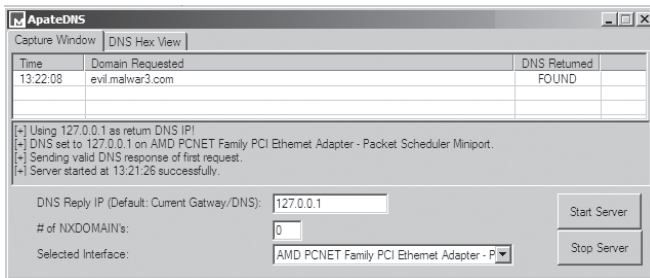 ApateDNS
Capture Window DNS Hex View
Time Domain Requested DNS Returned
13:22:08 evil.malwar3.com FOUND
[+] Using 127.0.0.1 as return DNS IP!
[+] DNS set to 127.0.0.1 on AMD PCNET Family PCI Ethernet Adapter - Packet Scheduler Miniport.
[+] Sending valid DNS response of first request.
[+] Server started at 13:21:26 successfully.
DNS Reply IP (Default: Current Gatway/DNS): 127.0.0.1
Start Server
# of NXDOMAIN's: 0
Selected Interface: AMD PCNET Family PCI Ethernet Adapter - P
Stop Server